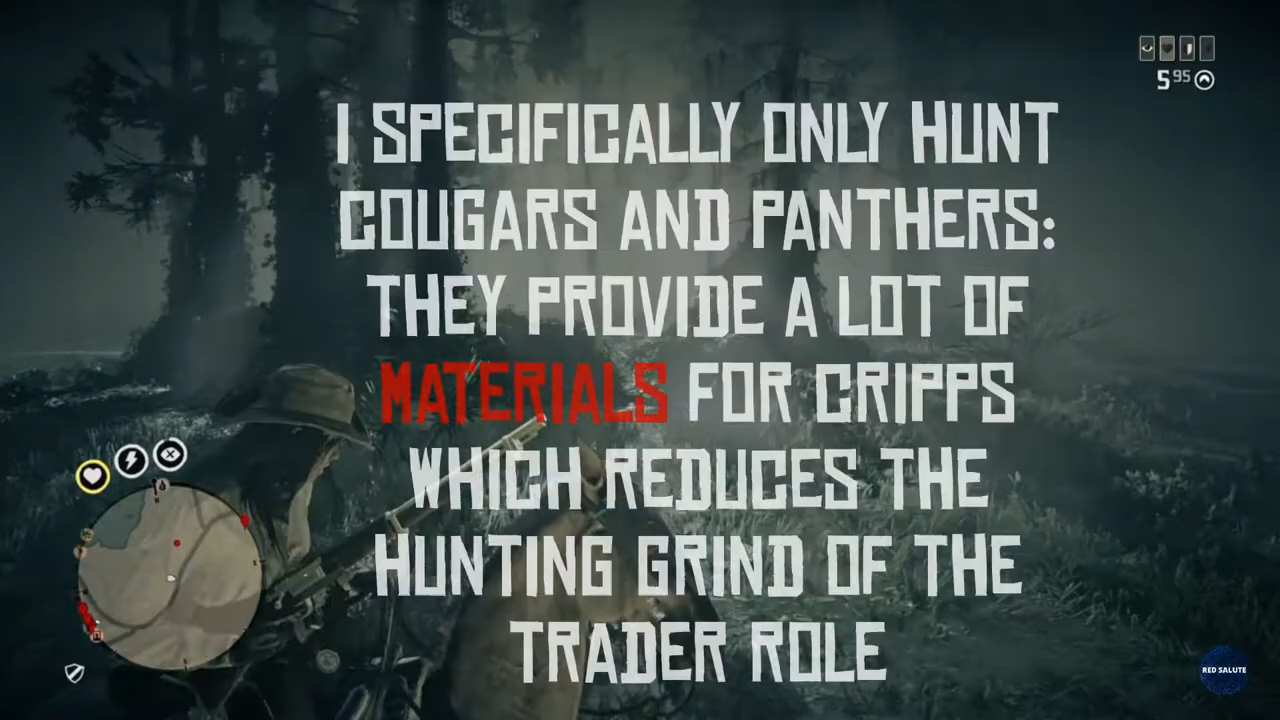 5 95
I SPECIFICALLY ONLY HUNT
COUGARS AND PANTHERS:
THEY PROVIDE A LOT OF
MATERIALS FOR CRIPPS
WHICH REDUCES THE
HUNTING GRIND OF THE
TRADER ROLE
RED SALUTE